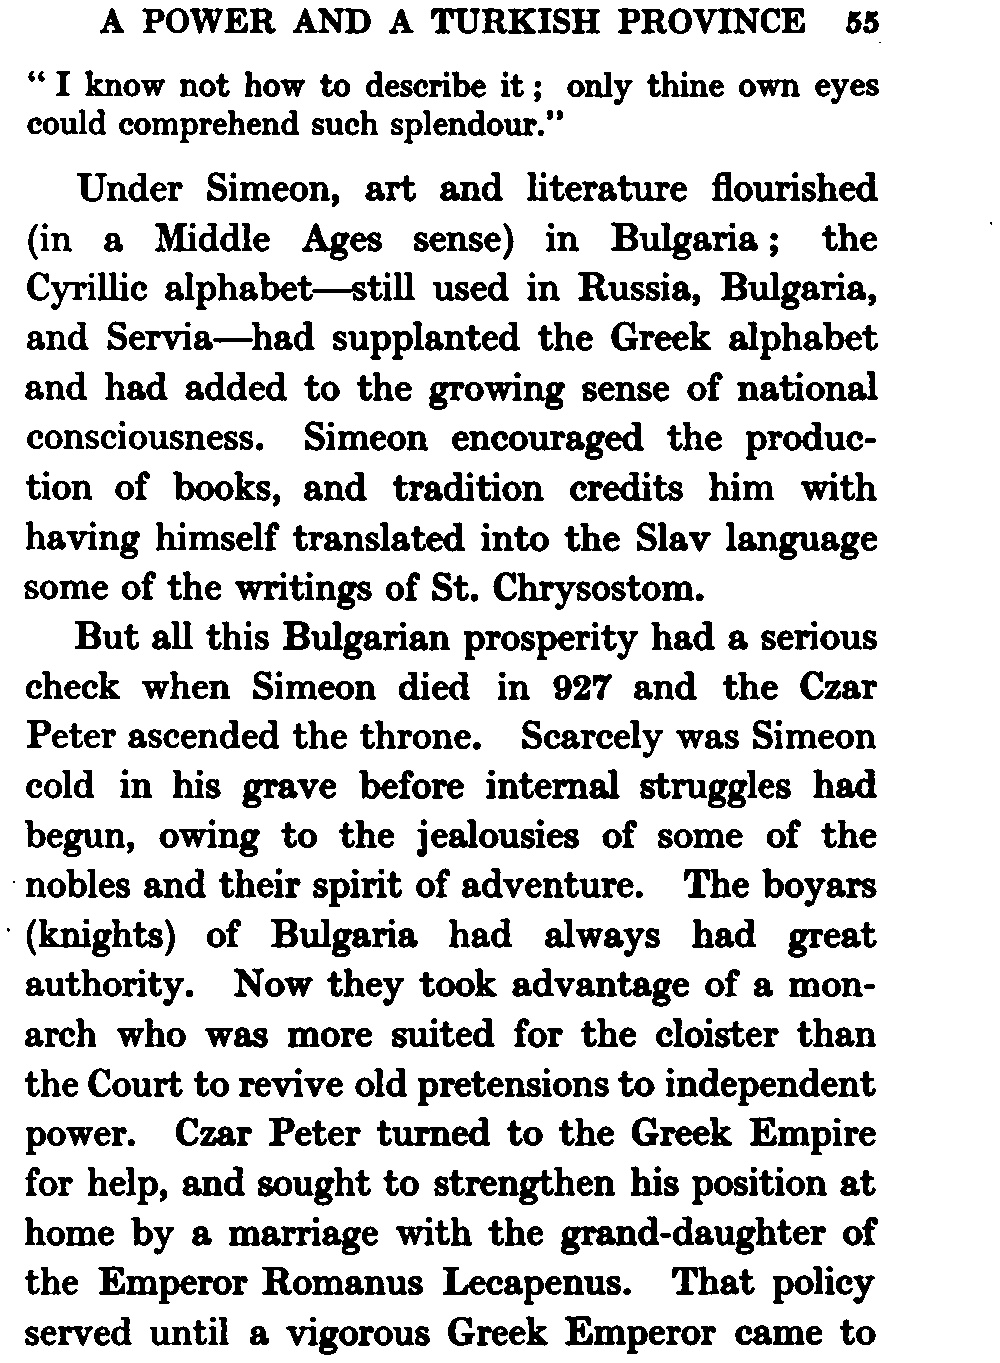 A POWER AND A TURKISH PROVINCE 55
“ I know not how to describe it ; only thine own eyes
could comprehend such splendour.”
Under Simeon, art and literature flourished
(in a Middle Ages sense) in Bulgaria ; the
Cyrillic alphabet—still used in Russia, Bulgaria,
and Servia—had supplanted the Greek alphabet
and had added to the growing sense of national
consciousness. Simeon encouraged the produc-
tion of books, and tradition credits him with
having himself translated into the Slav language
some of the writings of St. Chrysostom.
But all this Bulgarian prosperity had a serious
check when Simeon died in 927 and the Czar
Peter ascended the throne. Scarcely was Simeon
cold in his grave before internal struggles had
begun, owing to the jealousies of some of the
nobles and their spirit of adventure. The boyars
(knights) of Bulgaria had always had great
authority. Now they took advantage of a mon-
arch who was more suited for the cloister than
the Court to revive old pretensions to independent
power. Czar Peter turned to the Greek Empire
for help, and sought to strengthen his position at
home by a marriage with the grand-daughter of
the Emperor Romanus Lecapenus. That policy
served until a vigorous Greek Emperor came to